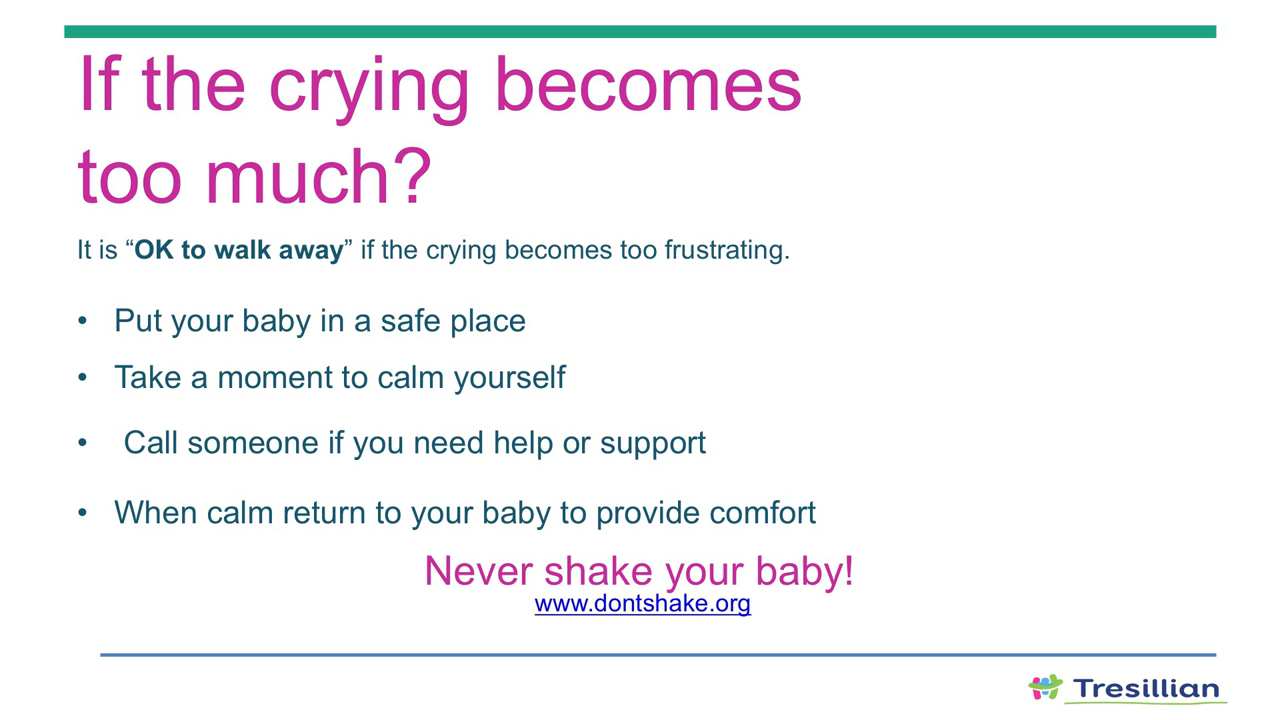 If the crying becomes
too much?
It is “OK to walk away” if the crying becomes too frustrating.
• Put your baby in a safe place
• Take a moment to calm yourself
• Call someone if you need help or support
• When calm return to your baby to provide comfort
Never shake your baby!
www.dontshake.org
Tresillian